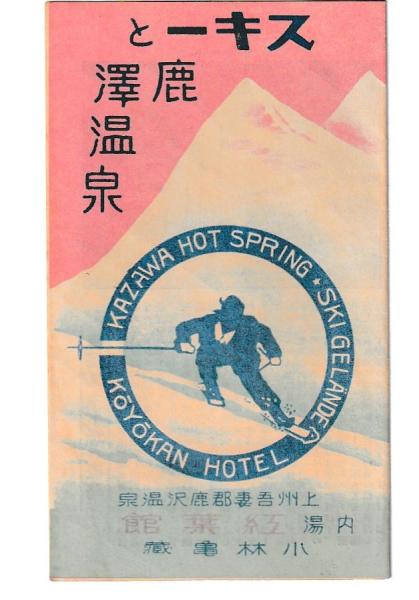 スキーと
鹿澤温泉
KAZAWA HOT SPRING ★ SKI GELANDE
KŌYŌKAN HOTEL
上州吾妻郡鹿沢温泉
内湯 紅葉館
小林亀蔵